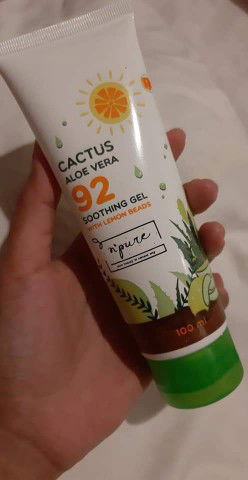 CACTUS
ALOE VERA
92
SOOTHING GEL
WITH LEMON BEADS
n'pure
100 ml